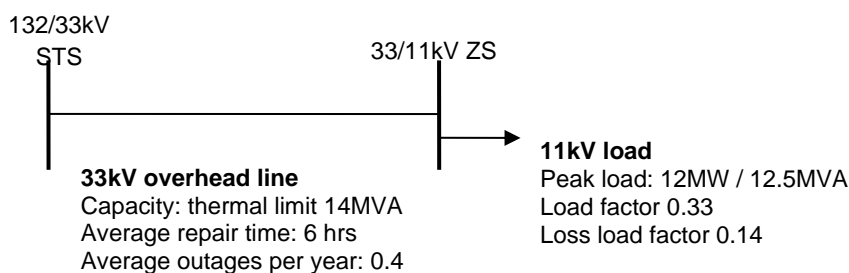 132/33kV
STS
33/11kV ZS
33kV overhead line
Capacity: thermal limit 14MVA
Average repair time: 6 hrs
Average outages per year: 0.4
11kV load
Peak load: 12MW / 12.5MVA
Load factor 0.33
Loss load factor 0.14